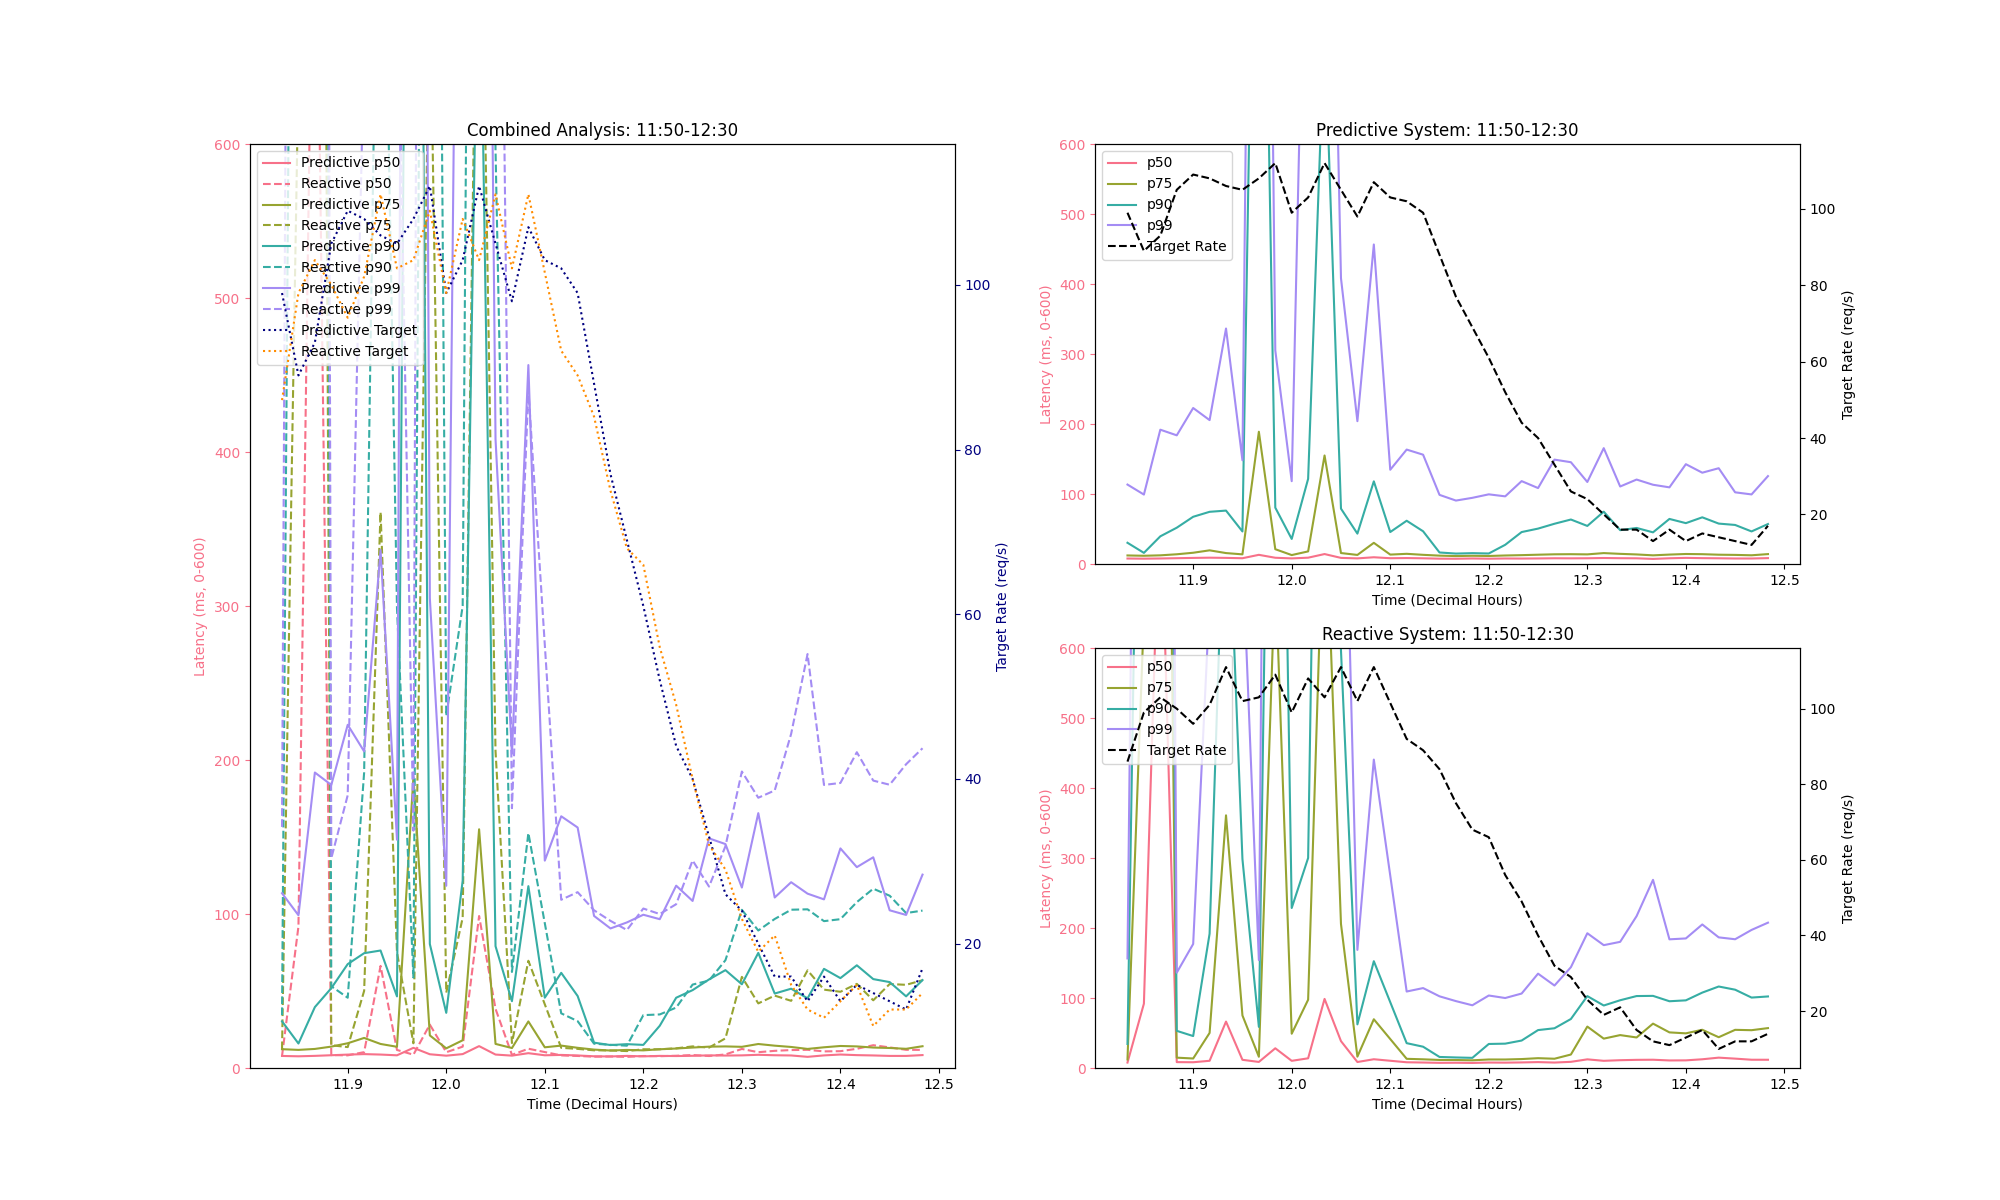 Combined Analysis: 11:50-12:30
Latency (ms, 0-600)
600
500
400
300
200
100
0
Predictive p50
Reactive p50
Predictive p75
Reactive p75
Predictive p90
Reactive p90
Predictive p99
Reactive p99
Predictive Target
Reactive Target
100
80
60
40
20
Target Rate (req/s)
11.9 12.0 12.1 12.2 12.3 12.4 12.5
Time (Decimal Hours)
Predictive System: 11:50-12:30
Latency (ms, 0-600)
600
500
400
300
200
100
0
p50
p75
p90
p99
Target Rate
100
80
60
40
20
Target Rate (req/s)
11.9 12.0 12.1 12.2 12.3 12.4 12.5
Time (Decimal Hours)
Reactive System: 11:50-12:30
Latency (ms, 0-600)
600
500
400
300
200
100
0
p50
p75
p90
p99
Target Rate
100
80
60
40
20
Target Rate (req/s)
11.9 12.0 12.1 12.2 12.3 12.4 12.5
Time (Decimal Hours)